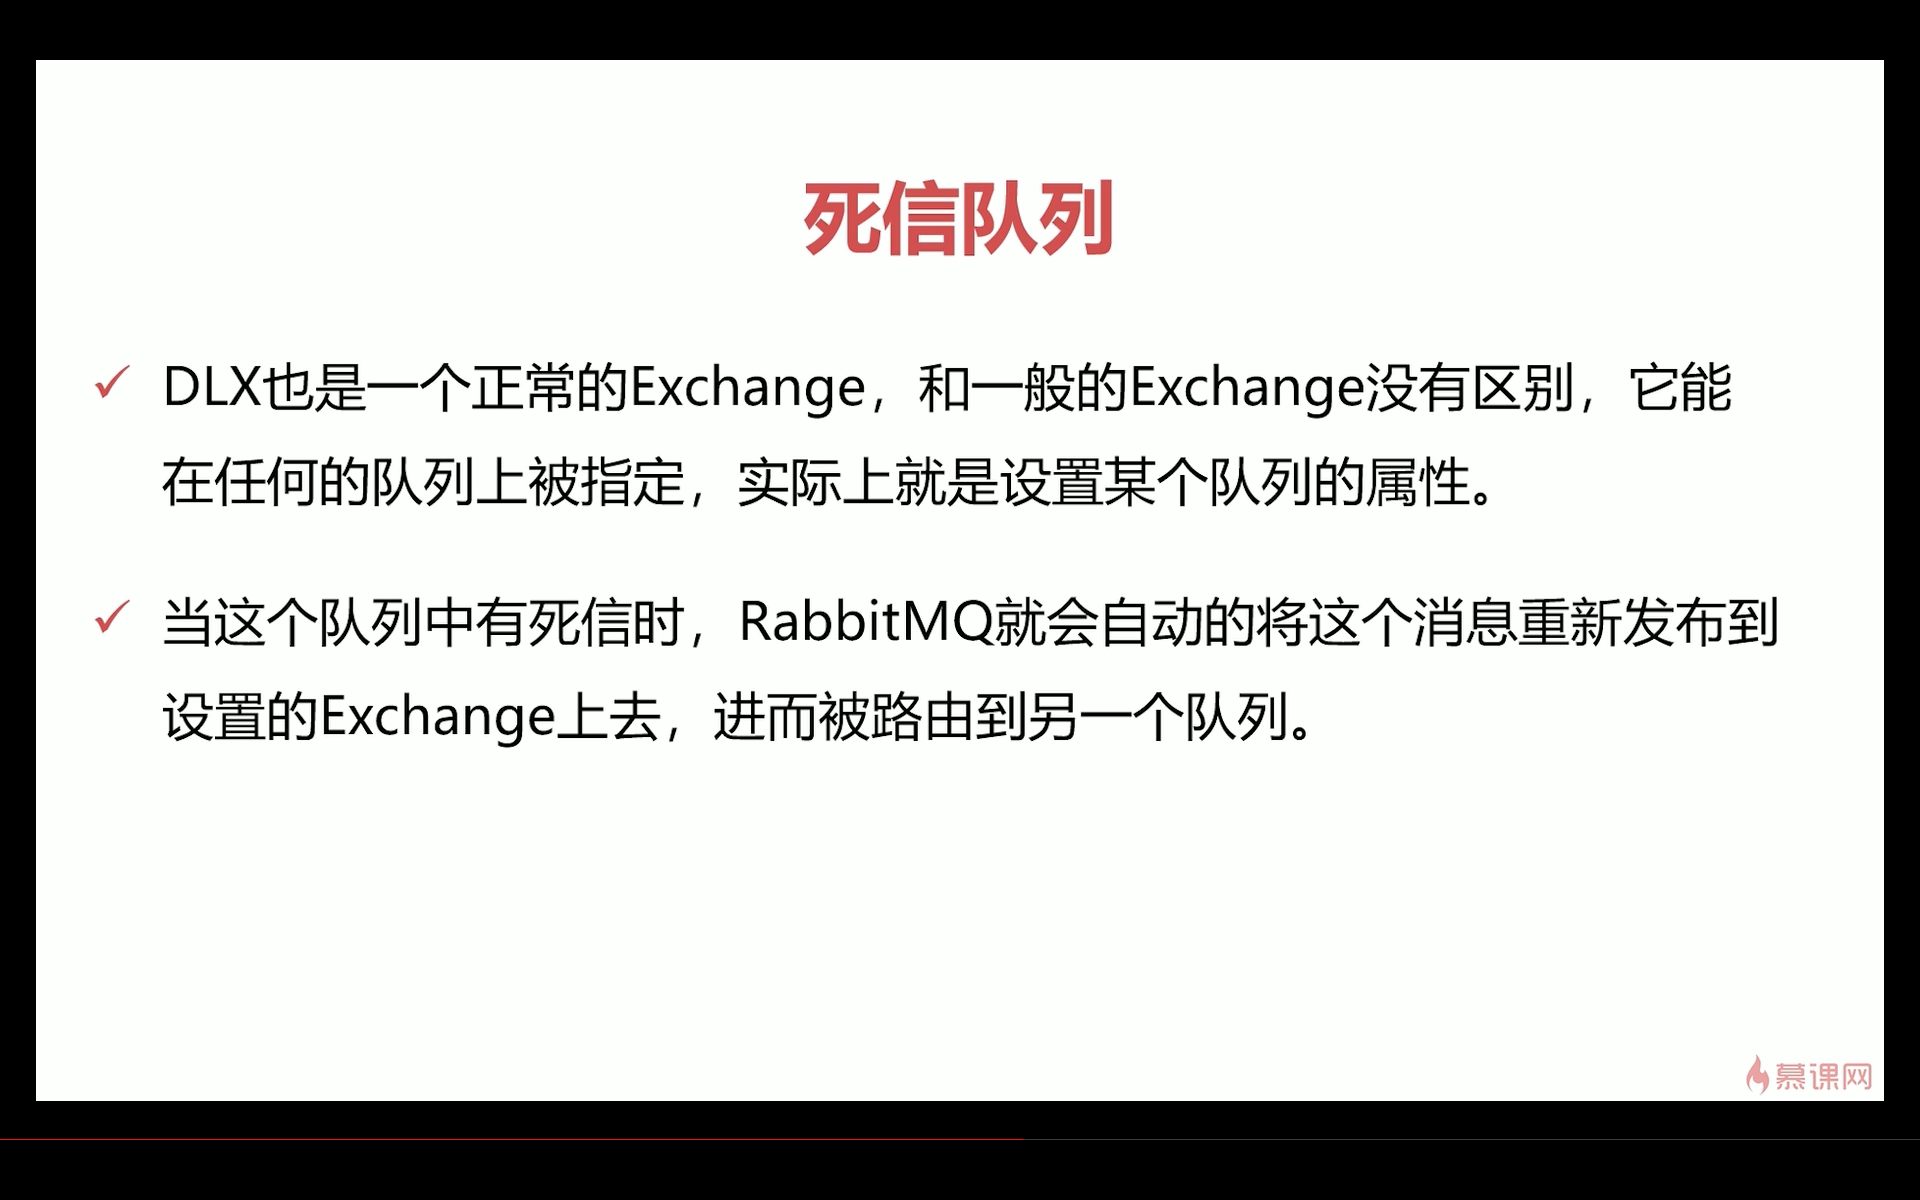 死信队列
DLX也是一个正常的Exchange，和一般的Exchange没有区别，它能
在任何的队列上被指定，实际上就是设置某个队列的属性。
当这个队列中有死信时，RabbitMQ就会自动的将这个消息重新发布到
设置的Exchange上去，进而被路由到另一个队列。
慕课网